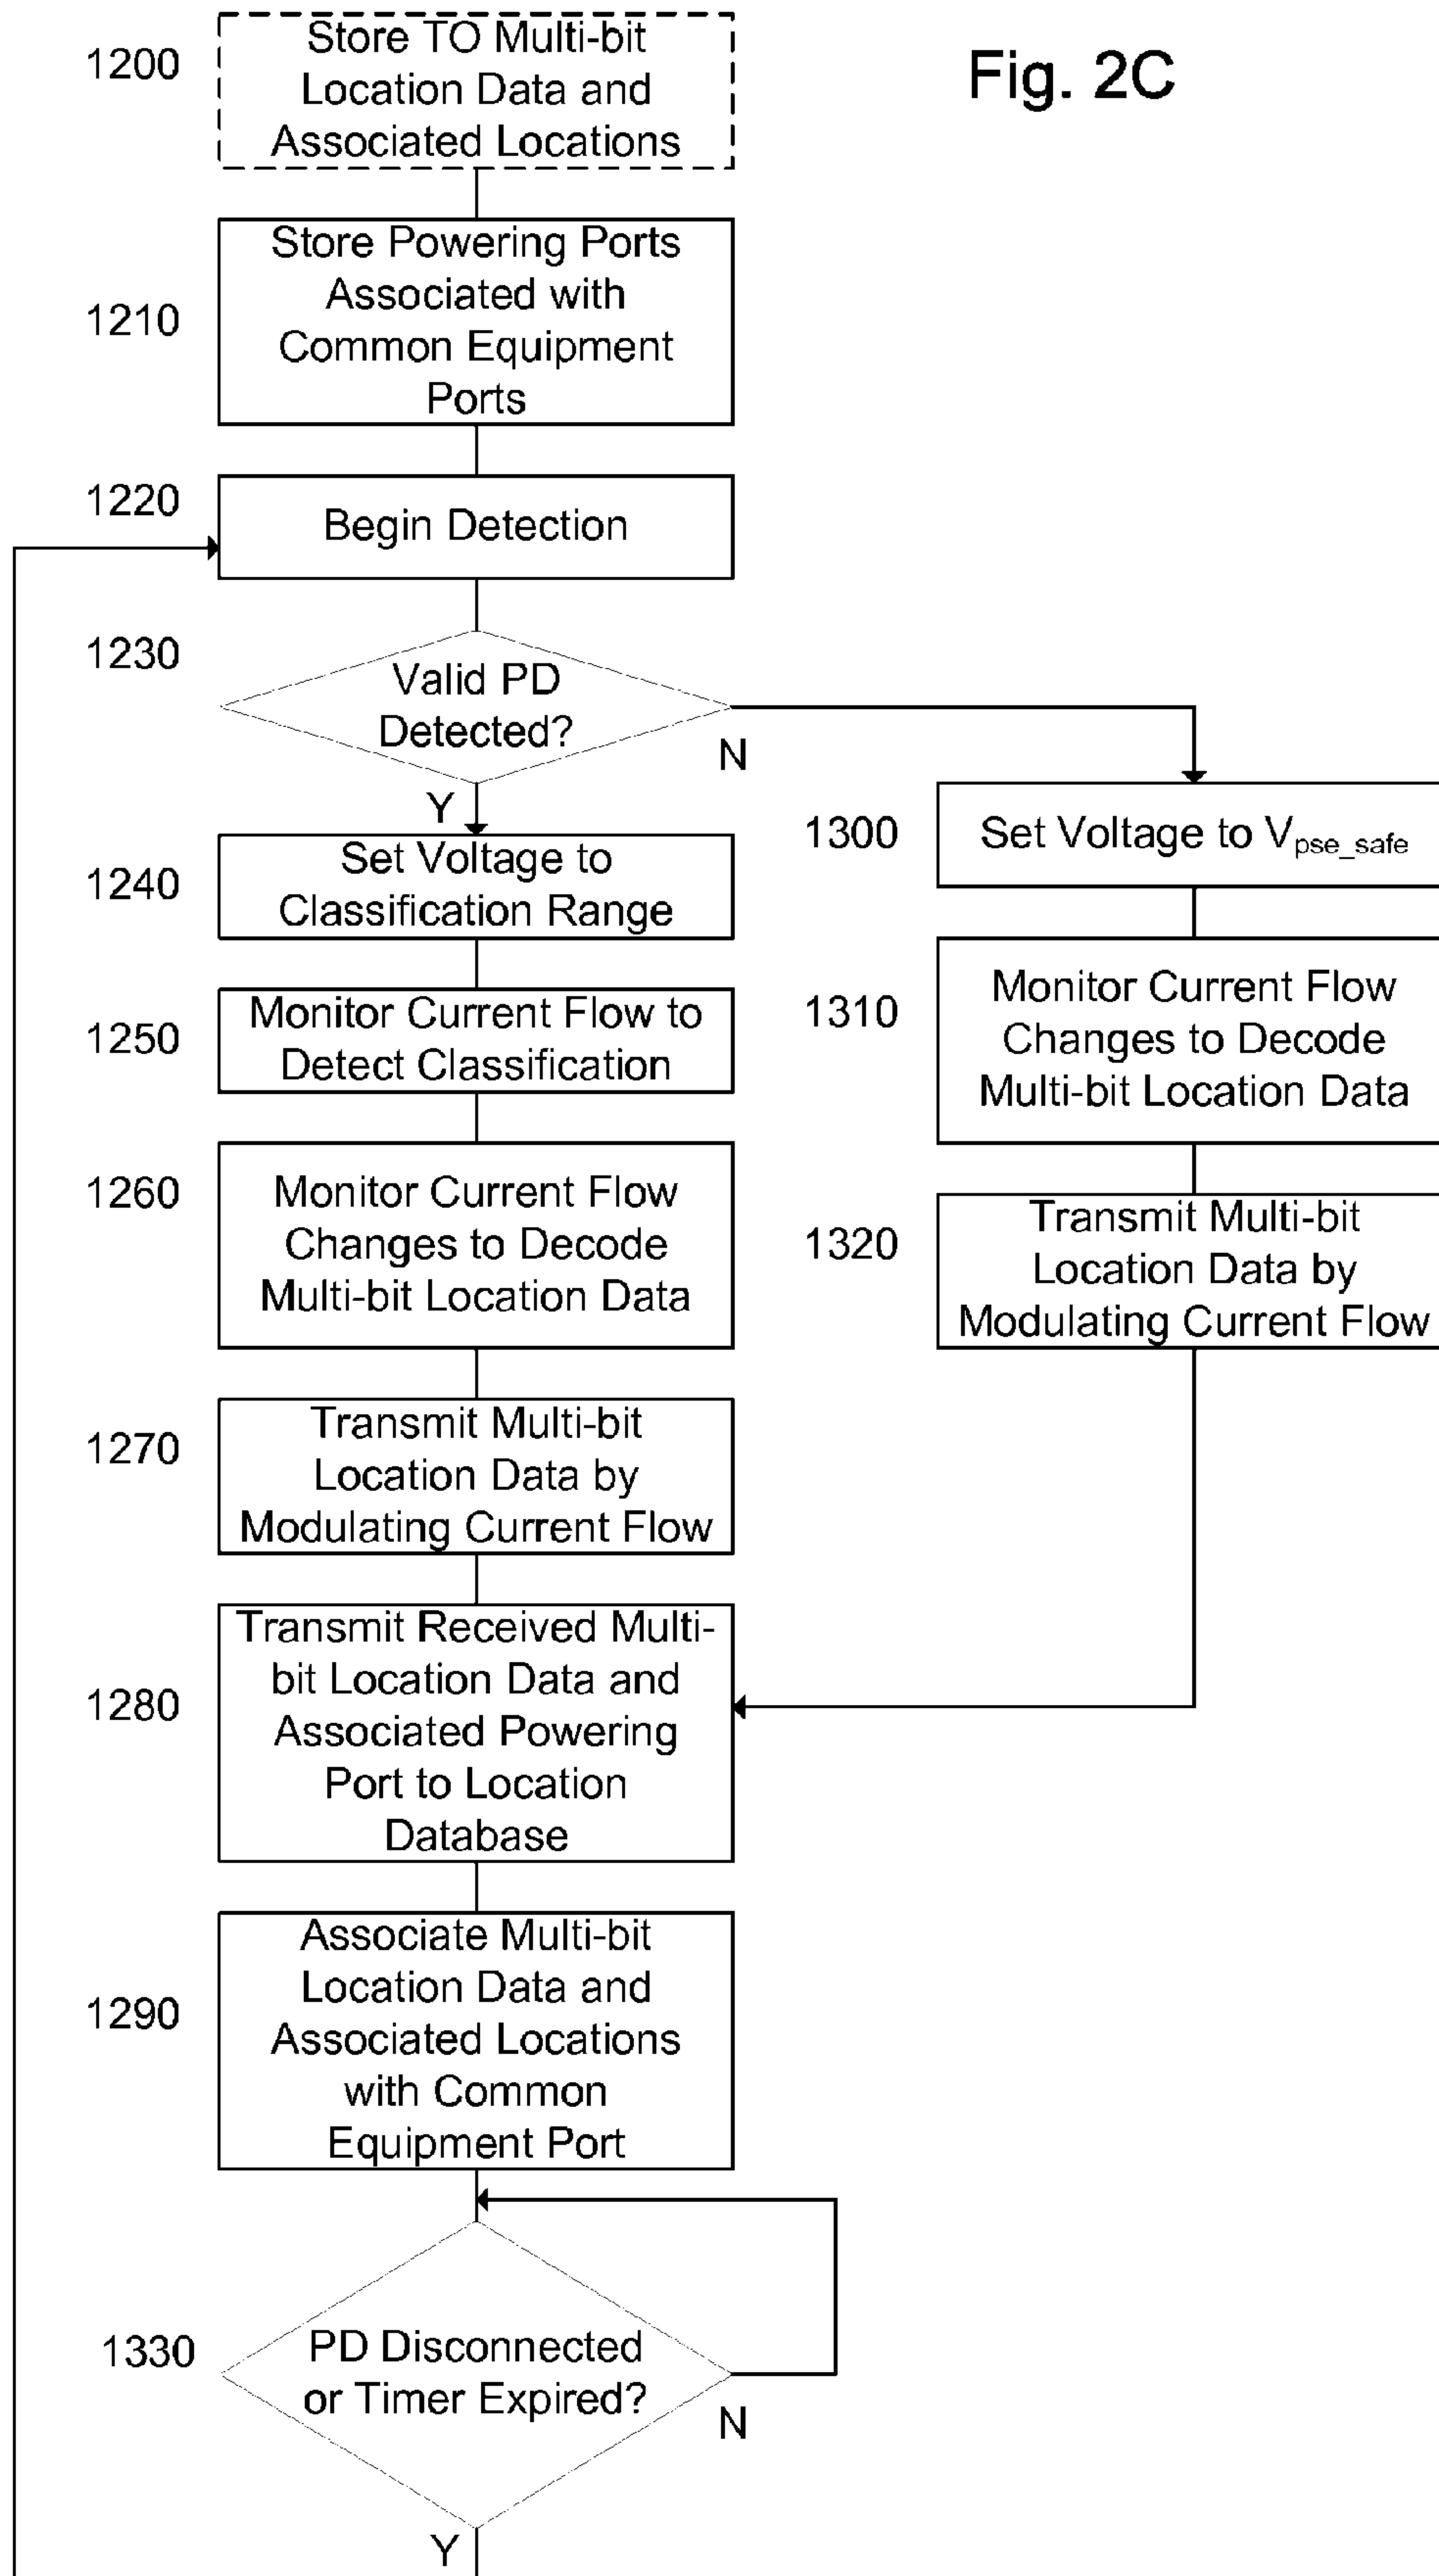 Fig. 2C
1200
Store TO Multi-bit
Location Data and
Associated Locations
1210
Store Powering Ports
Associated with
Common Equipment
Ports
1220
Begin Detection
1230
Valid PD
Detected?
N
Y
1240
Set Voltage to
Classification Range
1250
Monitor Current Flow to
Detect Classification
1260
Monitor Current Flow
Changes to Decode
Multi-bit Location Data
1270
Transmit Multi-bit
Location Data by
Modulating Current Flow
1300
Set Voltage to Vpse_safe
1310
Monitor Current Flow
Changes to Decode
Multi-bit Location Data
1320
Transmit Multi-bit
Location Data by
Modulating Current Flow
1280
Transmit Received Multi-
bit Location Data and
Associated Powering
Port to Location
Database
1290
Associate Multi-bit
Location Data and
Associated Locations
with Common
Equipment Port
1330
PD Disconnected
or Timer Expired?
N
Y